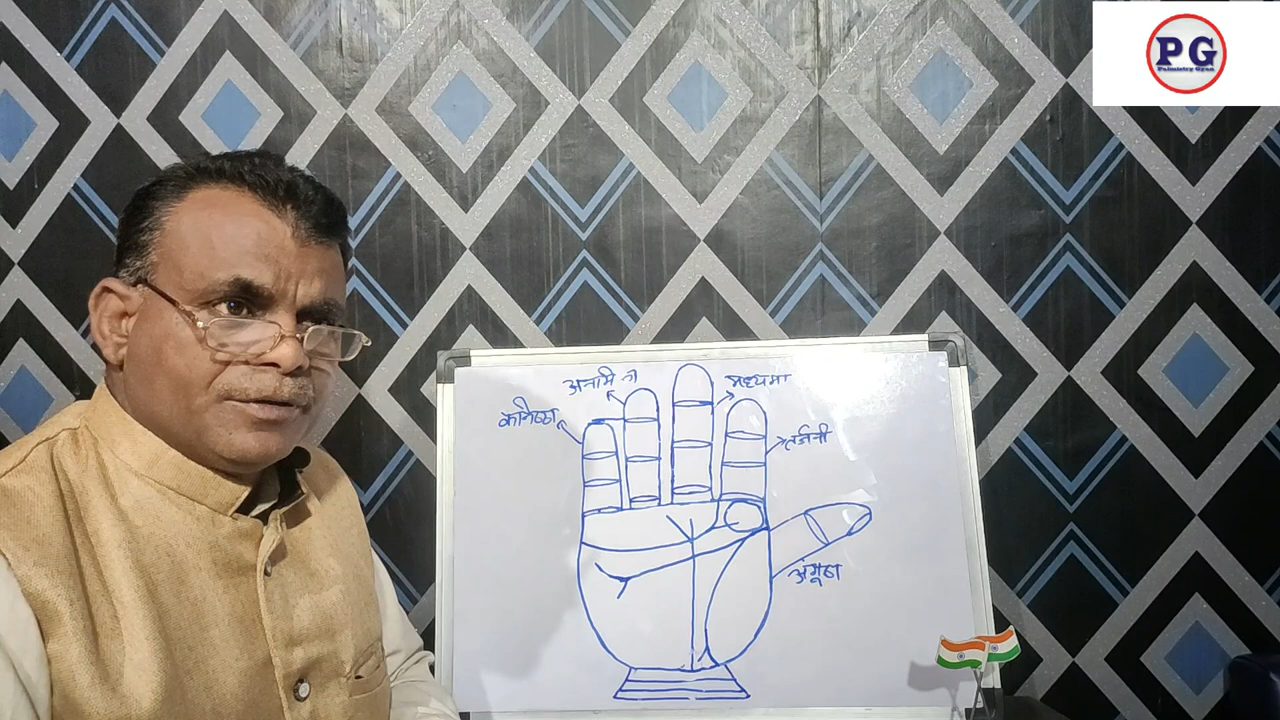 PG
Palmistry Gyan
अनामिका
मध्यमा
कनिष्ठा
तर्जनी
अंगूठा